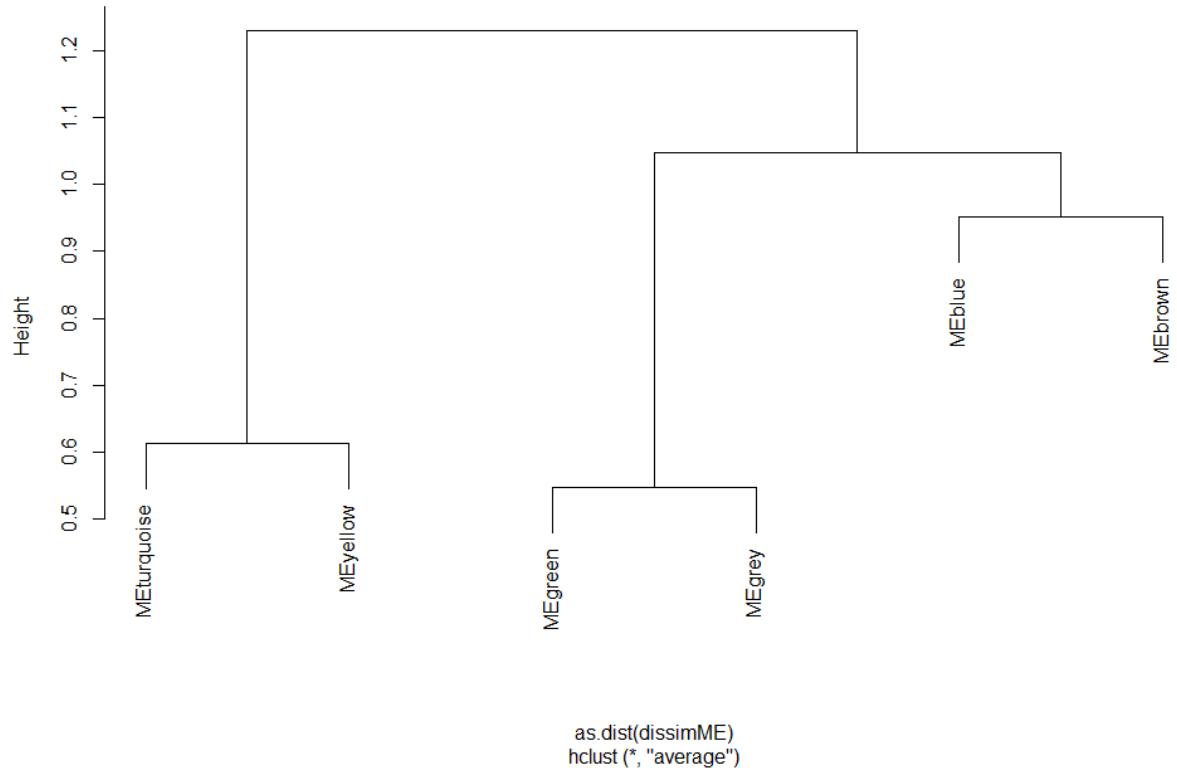 Height
1.2
1.1
1.0
0.9
0.8
0.7
0.6
0.5
MEturquoise
MEyellow
MEgreen
MEgrey
MEblue
MEbrown
as.dist(dissimME)
hclust (*, "average")